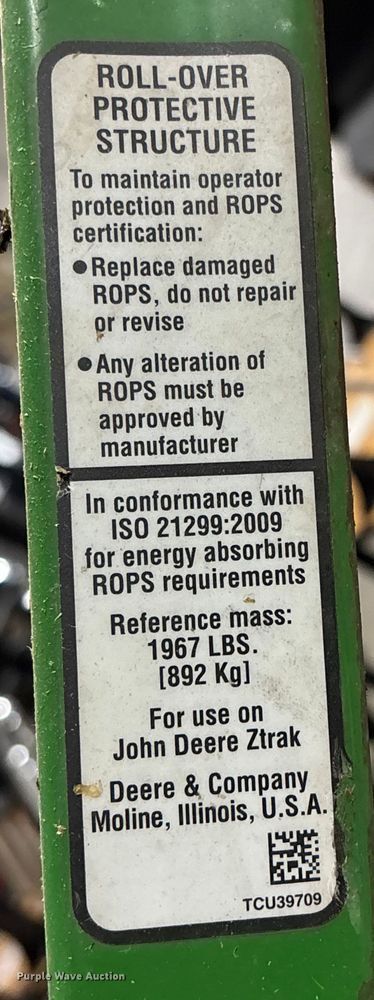 ROLL-OVER
PROTECTIVE
STRUCTURE
To maintain operator
protection and ROPS
certification:
● Replace damaged
ROPS, do not repair
or revise
● Any alteration of
ROPS must be
approved by
manufacturer
In conformance with
ISO 21299:2009
for energy absorbing
ROPS requirements
Reference mass:
1967 LBS.
[892 Kg]
For use on
John Deere Ztrak
Deere & Company
Moline, Illinois, U.S.A.
TCU39709
Purple Wave Auction